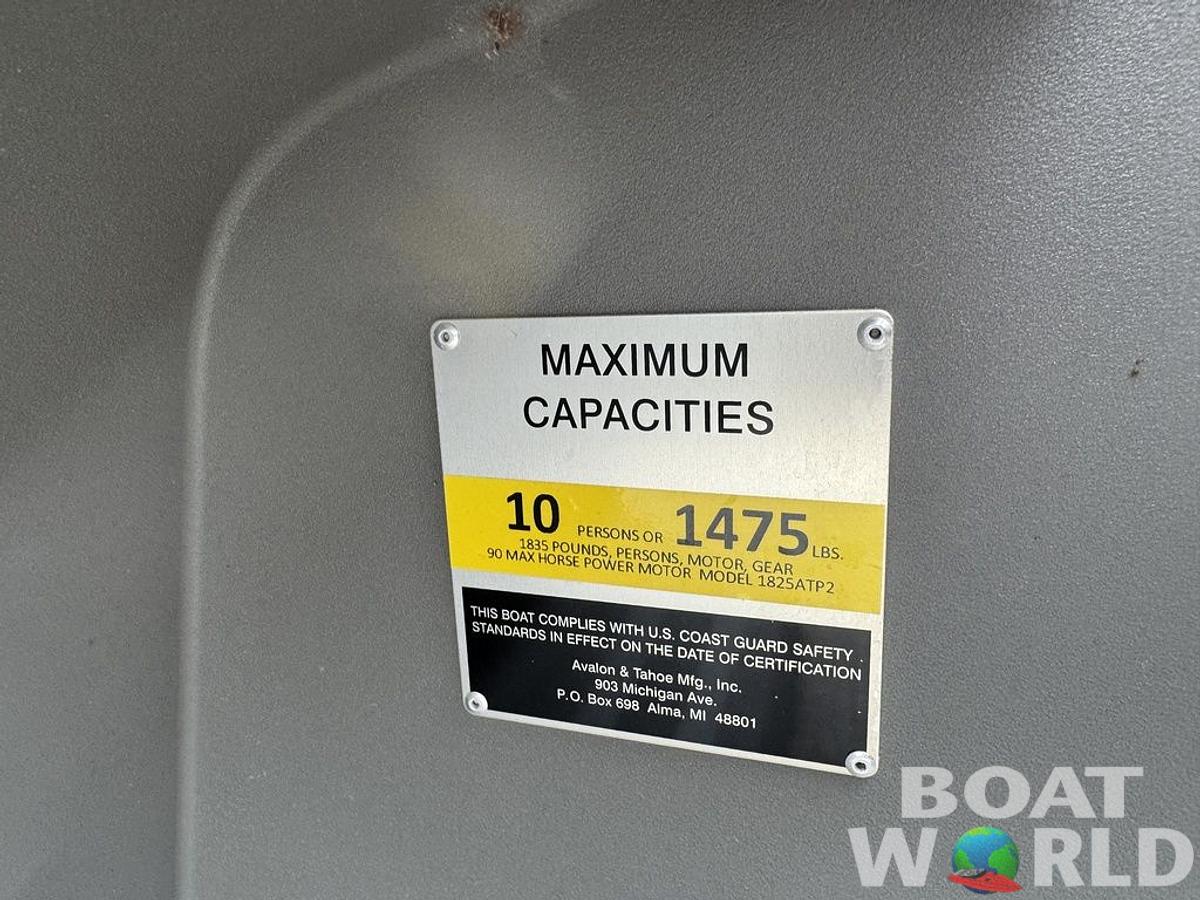 MAXIMUM
CAPACITIES
10 PERSONS OR 1475 LBS.
1835 POUNDS, PERSONS, MOTOR, GEAR
90 MAX HORSE POWER MOTOR MODEL 1825ATP2
THIS BOAT COMPLIES WITH U.S. COAST GUARD SAFETY
STANDARDS IN EFFECT ON THE DATE OF CERTIFICATION
Avalon & Tahoe Mfg., Inc.
903 Michigan Ave.
P.O. Box 698 Alma, MI 48801
BOAT
WORLD